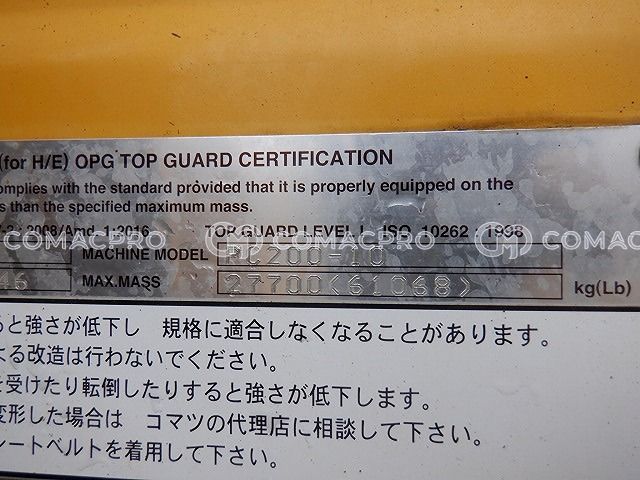 (for H/E) OPG TOP GUARD CERTIFICATION
complies with the standard provided that it is properly equipped on the
s than the specified maximum mass.
-2 : 2008/Amd 1:2016 TOP GUARD LEVEL I ISO 10262 : 1998
COMACPRO COMACPRO COMACPRO
MACHINE MODEL PC200-10
46 MAX.MASS 27700<61068> kg(Lb)
ると強さが低下し 規格に適合しなくなることがあります。
よる改造は行わないでください。
を受けたり転倒したりすると強さが低下します。
変形した場合は コマツの代理店に相談して下さい。
シートベルトを着用して下さい。